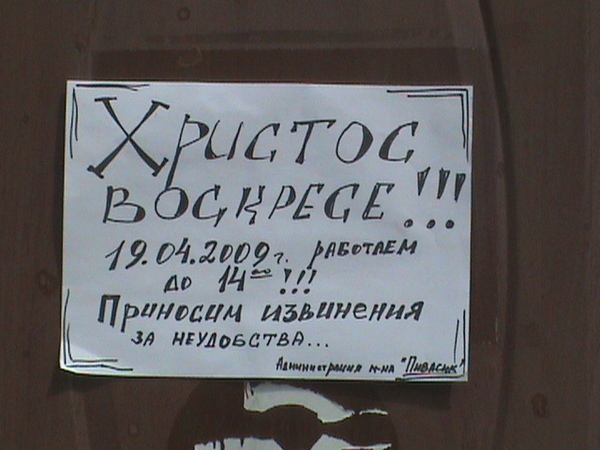 Христос
воскресе!!!
19.04.2009г. работаем
до 14⁰⁰!!!
Приносим извинения
за неудобства...
Администрация м-на "Пивасик"